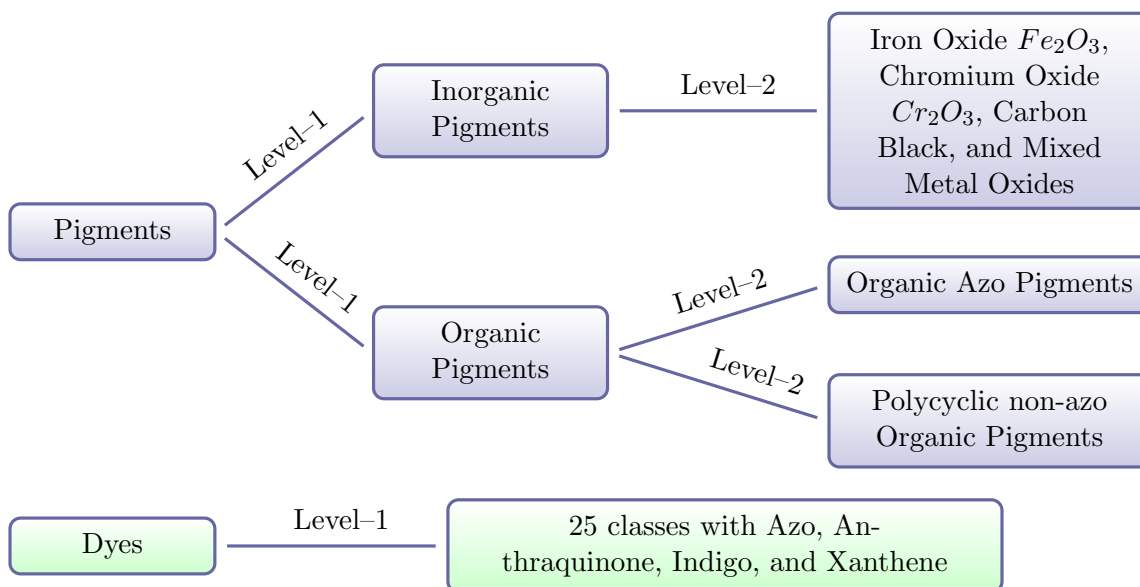 Pigments
Level–1
Inorganic
Pigments
Level–2
Iron Oxide Fe₂O₃,
Chromium Oxide
Cr₂O₃, Carbon
Black, and Mixed
Metal Oxides
Level–1
Organic
Pigments
Level–2
Organic Azo Pigments
Level–2
Polycyclic non-azo
Organic Pigments
Dyes
Level–1
25 classes with Azo, An-
thraquinone, Indigo, and Xanthene